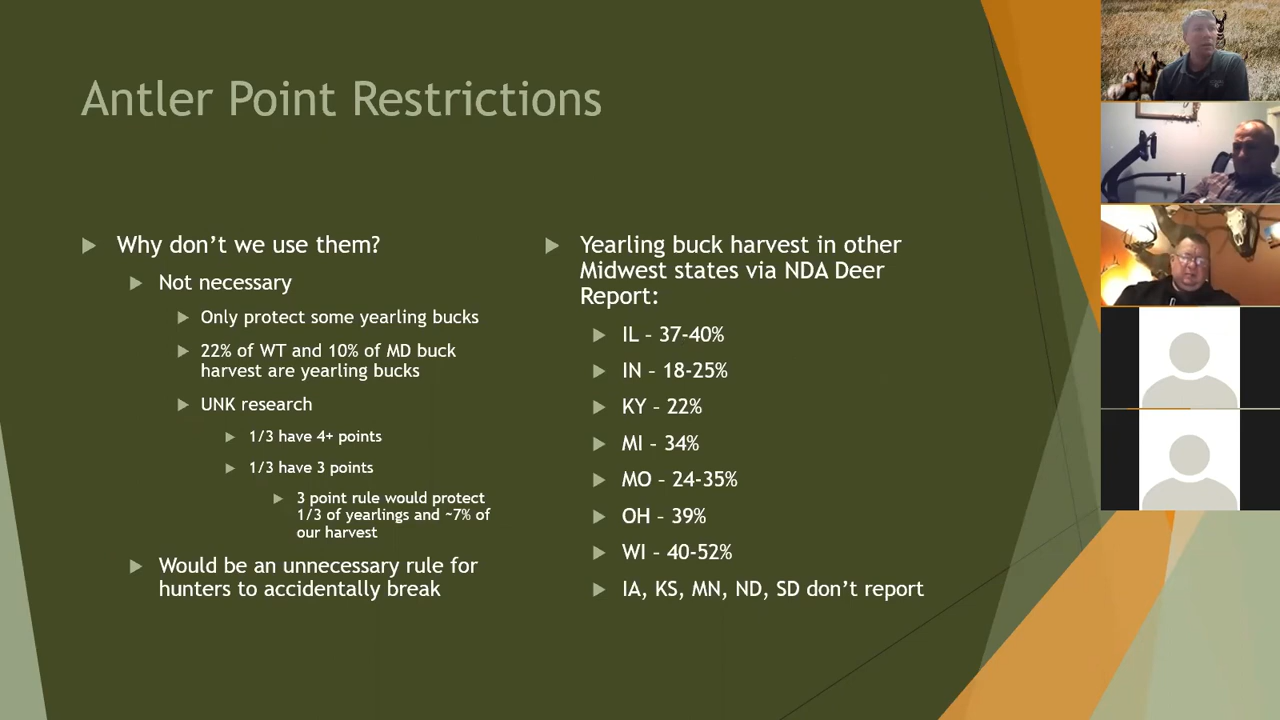 Antler Point Restrictions
Why don't we use them?
Not necessary
Only protect some yearling bucks
22% of WT and 10% of MD buck
harvest are yearling bucks
UNK research
1/3 have 4+ points
1/3 have 3 points
3 point rule would protect
1/3 of yearlings and ~7% of
our harvest
Would be an unnecessary rule for
hunters to accidentally break
Yearling buck harvest in other
Midwest states via NDA Deer
Report:
IL – 37-40%
IN – 18-25%
KY – 22%
MI – 34%
MO – 24-35%
OH – 39%
WI – 40-52%
IA, KS, MN, ND, SD don't report